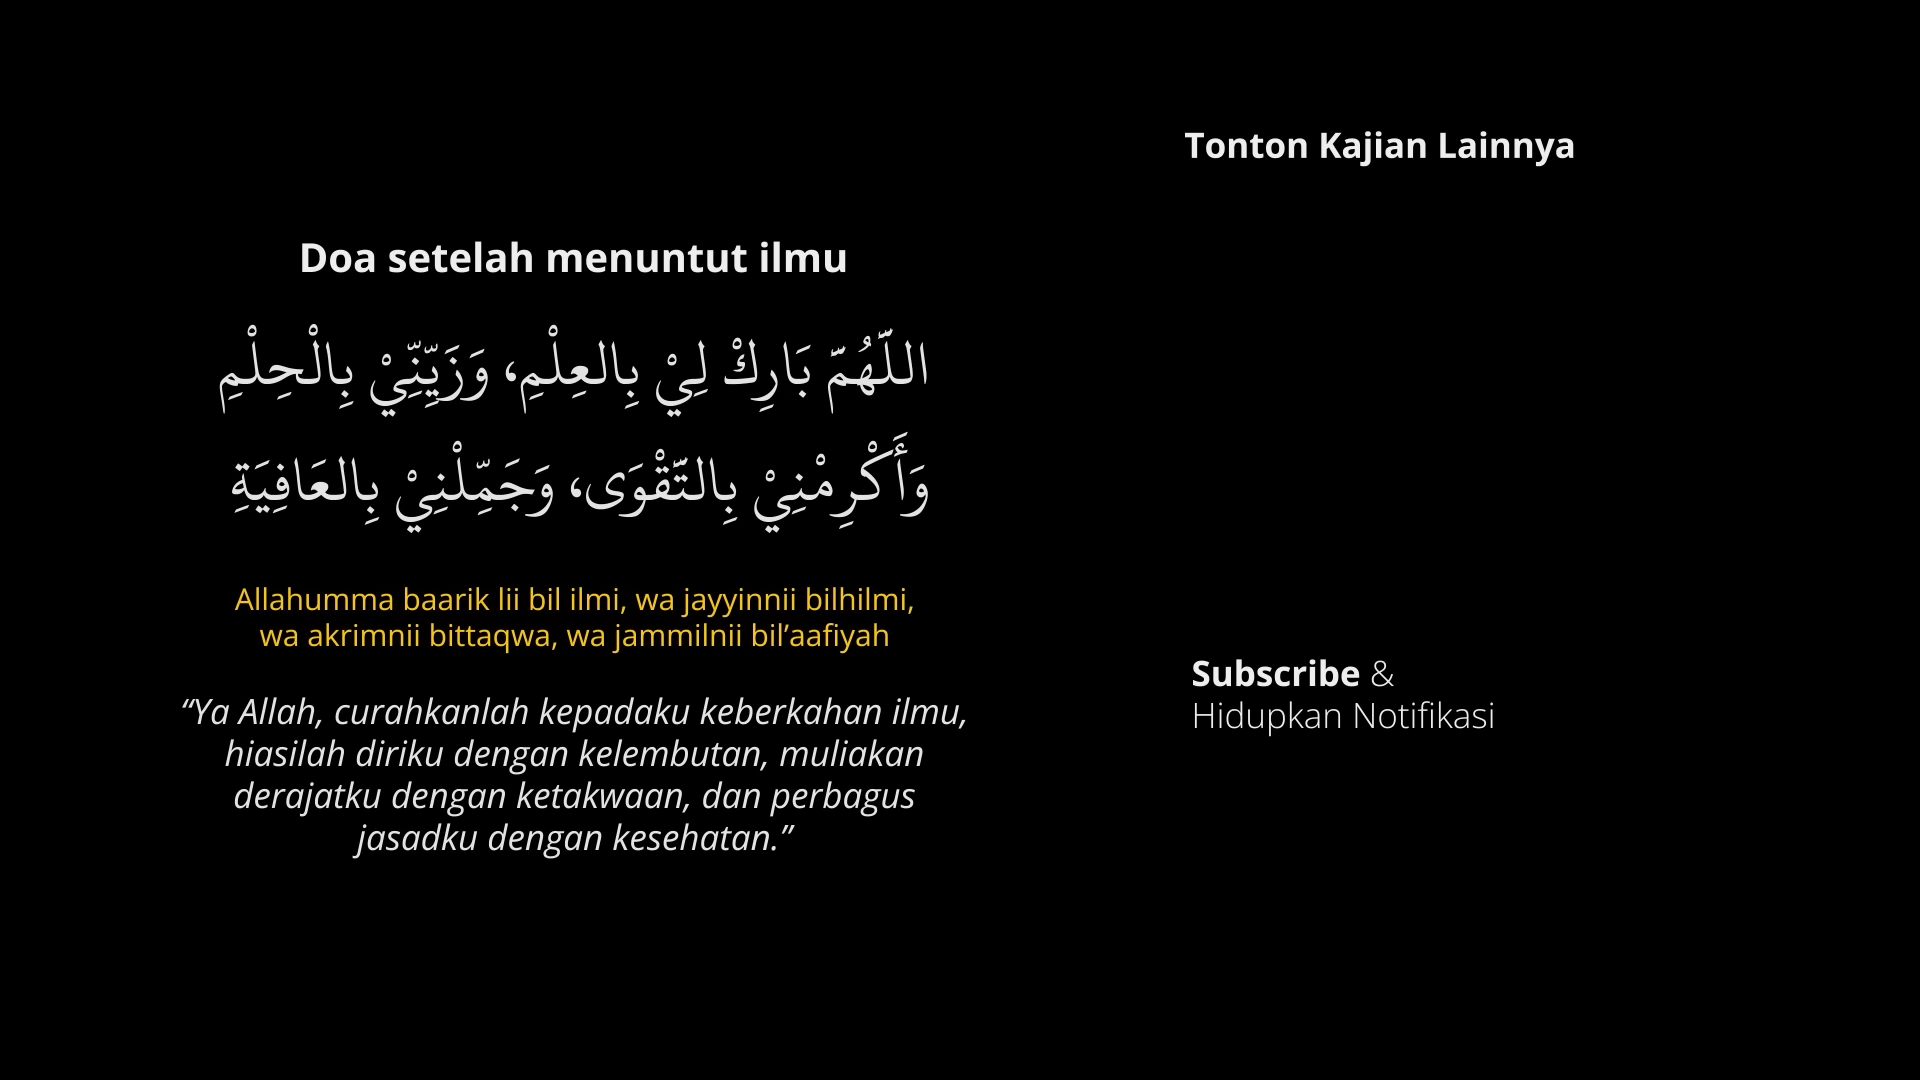 Doa setelah menuntut ilmu
اللَّهُمَّ بَارِكْ لِيْ بِالعِلْمِ، وَزَيِّنِّيْ بِالْحِلْمِ
وَأَكْرِمْنِيْ بِالتَّقْوَى، وَجَمِّلْنِيْ بِالعَافِيَةِ
Allahumma baarik lii bil ilmi, wa jayyinnii bilhilmi,
wa akrimnii bittaqwa, wa jammilnii bil’aafiyah
“Ya Allah, curahkanlah kepadaku keberkahan ilmu,
hiasilah diriku dengan kelembutan, muliakan
derajatku dengan ketakwaan, dan perbagus
jasadku dengan kesehatan.”
Tonton Kajian Lainnya
Subscribe &
Hidupkan Notifikasi